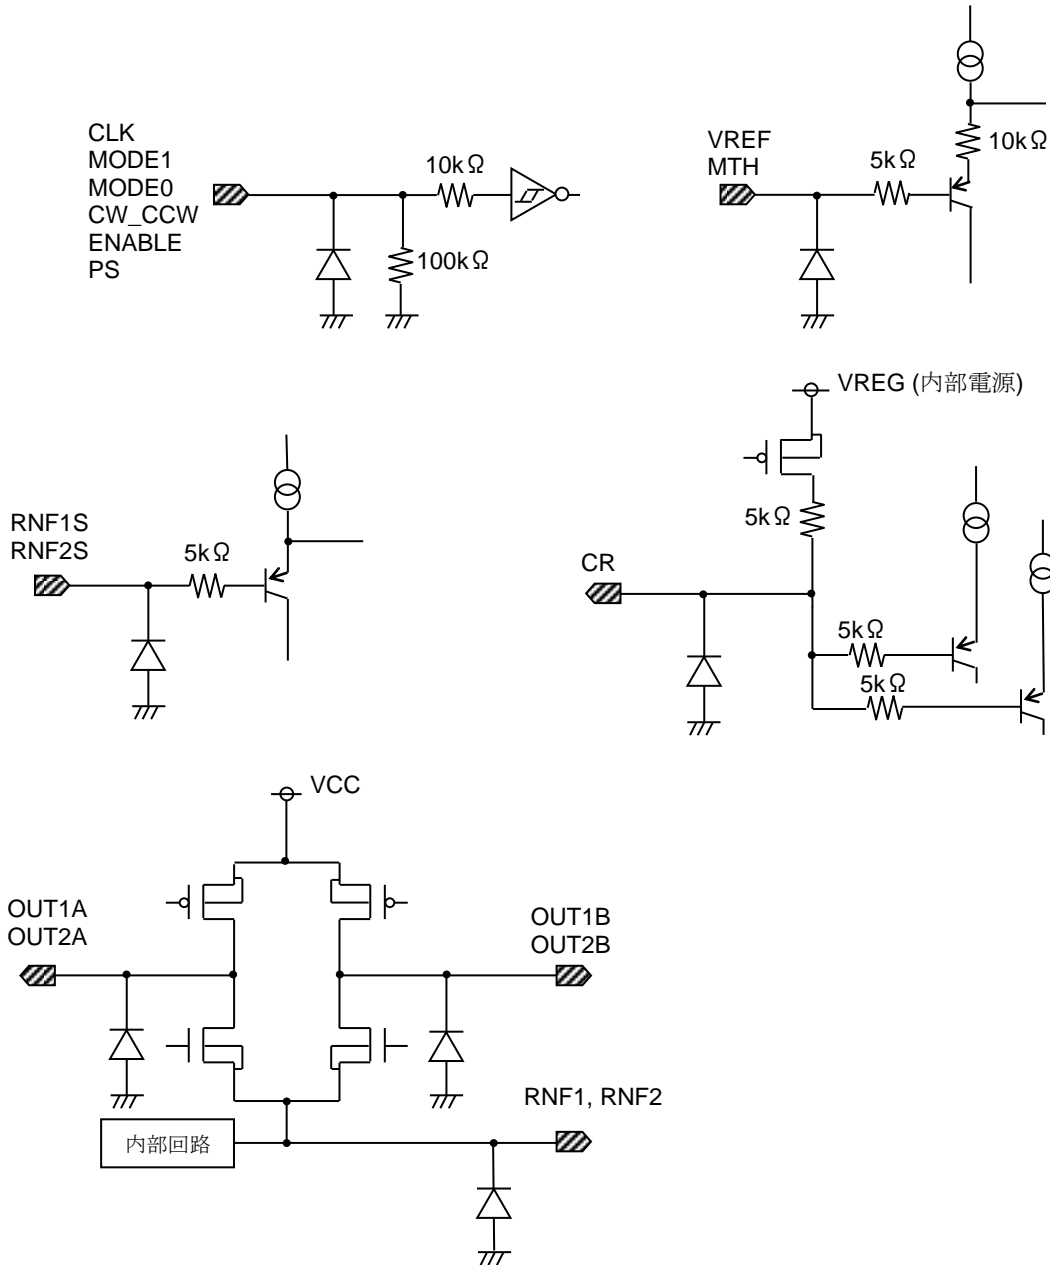 CLK
MODE1
MODE0
CW_CCW
ENABLE
PS
10kΩ
100kΩ
VREF
MTH
5kΩ
10kΩ
RNF1S
RNF2S
5kΩ
VREG (内部電源)
5kΩ
CR
5kΩ
5kΩ
VCC
OUT1A
OUT2A
OUT1B
OUT2B
RNF1, RNF2
内部回路